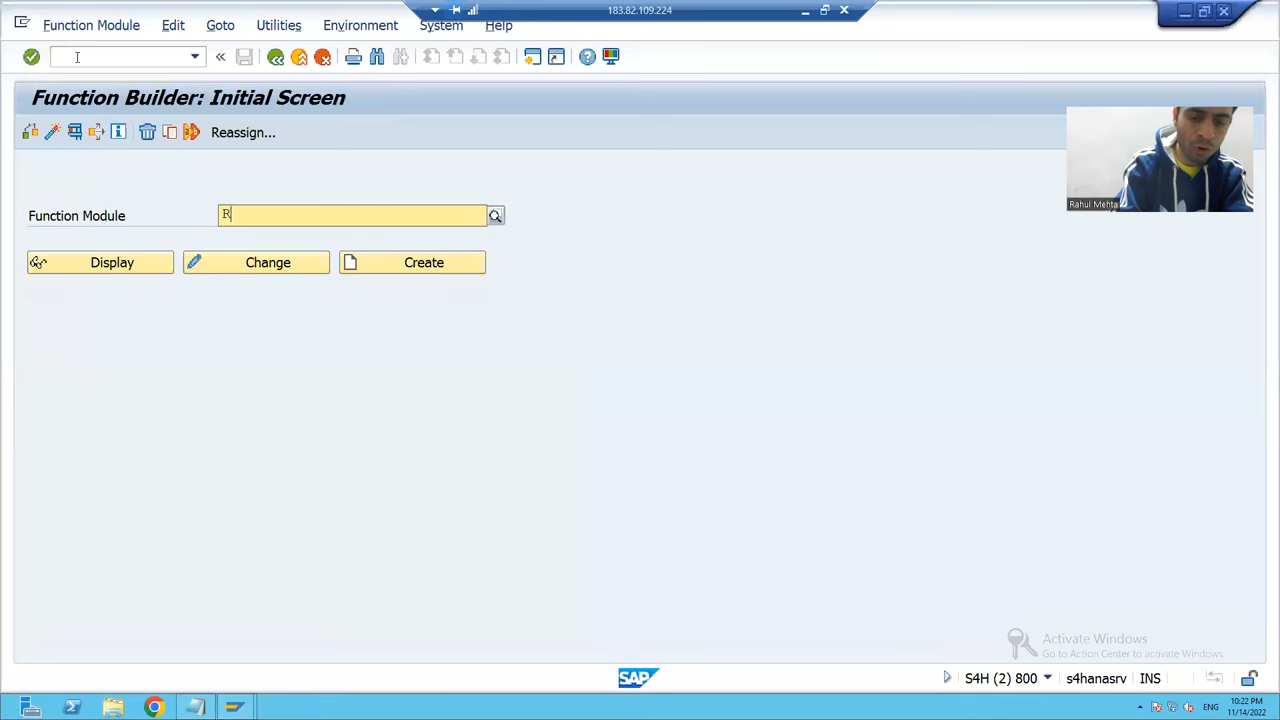 183.82.109.224
Function Module Edit Goto Utilities Environment System Help
Function Builder: Initial Screen
Reassign...
Function Module R
Display Change Create
Rahul Mehta
Activate Windows
Go to Action Center to activate Windows.
SAP
S4H (2) 800 s4hanasrv INS
ENG
10:22 PM
11/14/2022